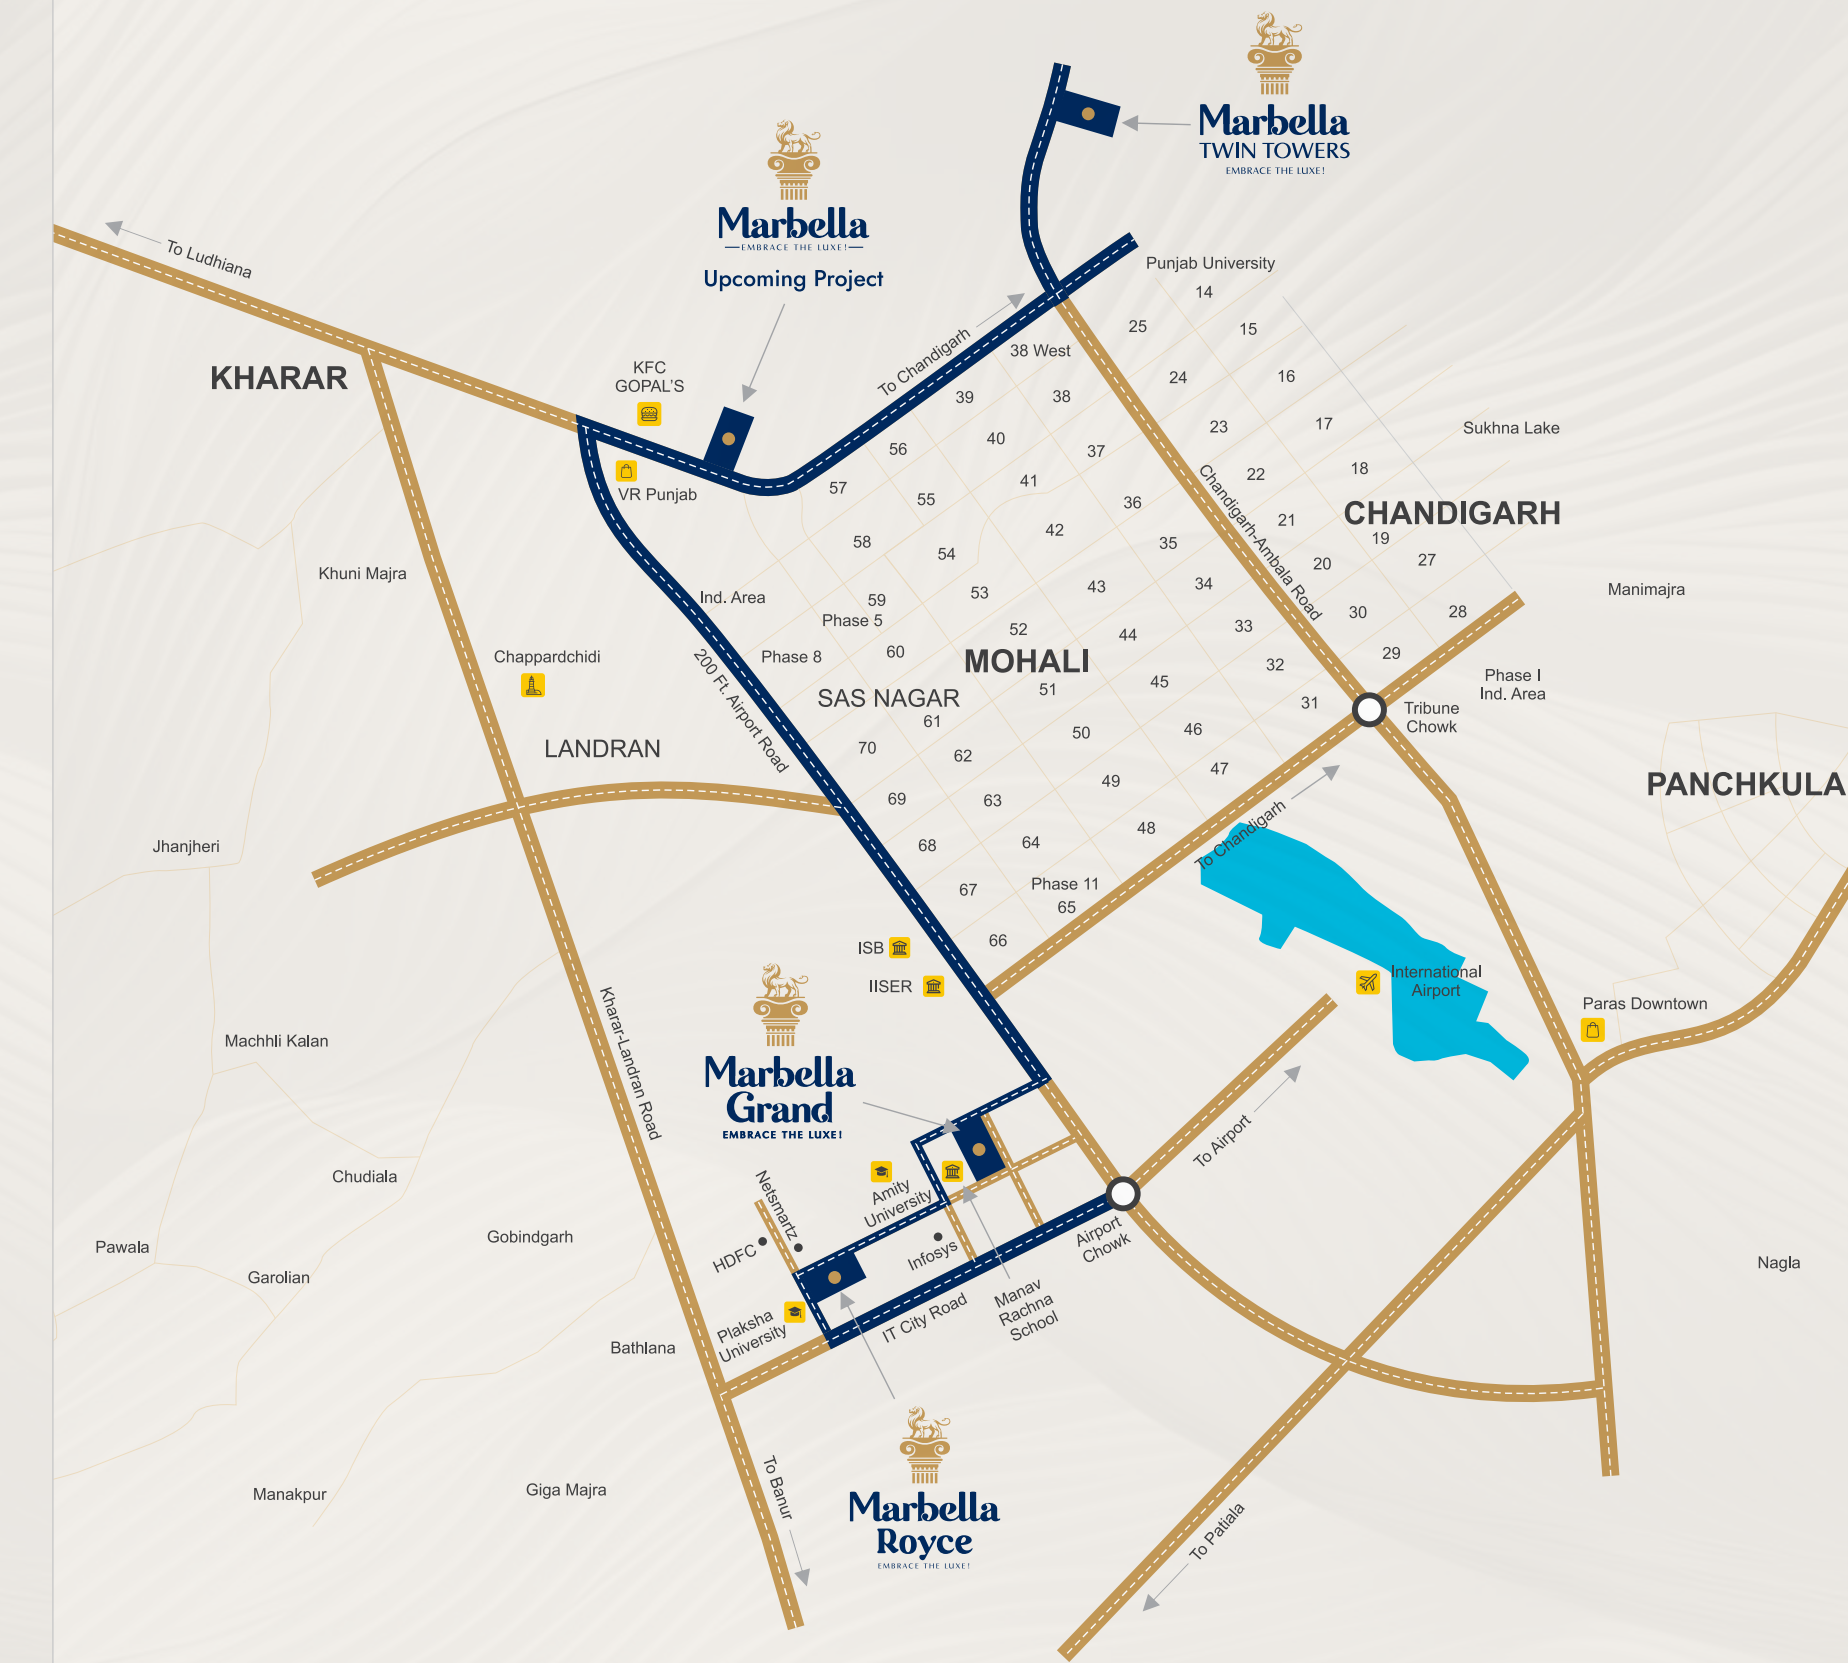 Marbella
TWIN TOWERS
EMBRACE THE LUXE!
Marbella
EMBRACE THE LUXE!
Upcoming Project
To Ludhiana
KHARAR
KFC
GOPAL'S
VR Punjab
To Chandigarh
Punjab University
14
25
15
38 West
24
16
39
38
23
17
Sukhna Lake
56
40
37
22
18
57
55
41
36
21
CHANDIGARH
19
58
54
42
35
20
27
Chandigarh-Ambala Road
Khuni Majra
Ind. Area
59
53
43
34
30
28
Manimajra
Phase 5
52
44
33
29
Chappardchidi
Phase 8
60
MOHALI
32
Phase I
Ind. Area
200 Ft. Airport Road
SAS NAGAR
51
45
31
Tribune
Chowk
61
50
46
LANDRAN
70
62
49
47
PANCHKULA
69
63
48
To Chandigarh
Jhanjheri
68
64
67
Phase 11
65
66
ISB
IISER
International
Airport
Paras Downtown
Kharar-Landran Road
Machhli Kalan
Marbella
Grand
EMBRACE THE LUXE!
To Airport
Chudiala
Netsmartz
Amity
University
HDFC
Infosys
Airport
Chowk
Pawala
Gobindgarh
Garolian
Nagla
Plaksha
University
IT City Road
Manav
Rachna
School
Bathlana
To Banur
Manakpur
Giga Majra
Marbella
Royce
EMBRACE THE LUXE!
To Patiala